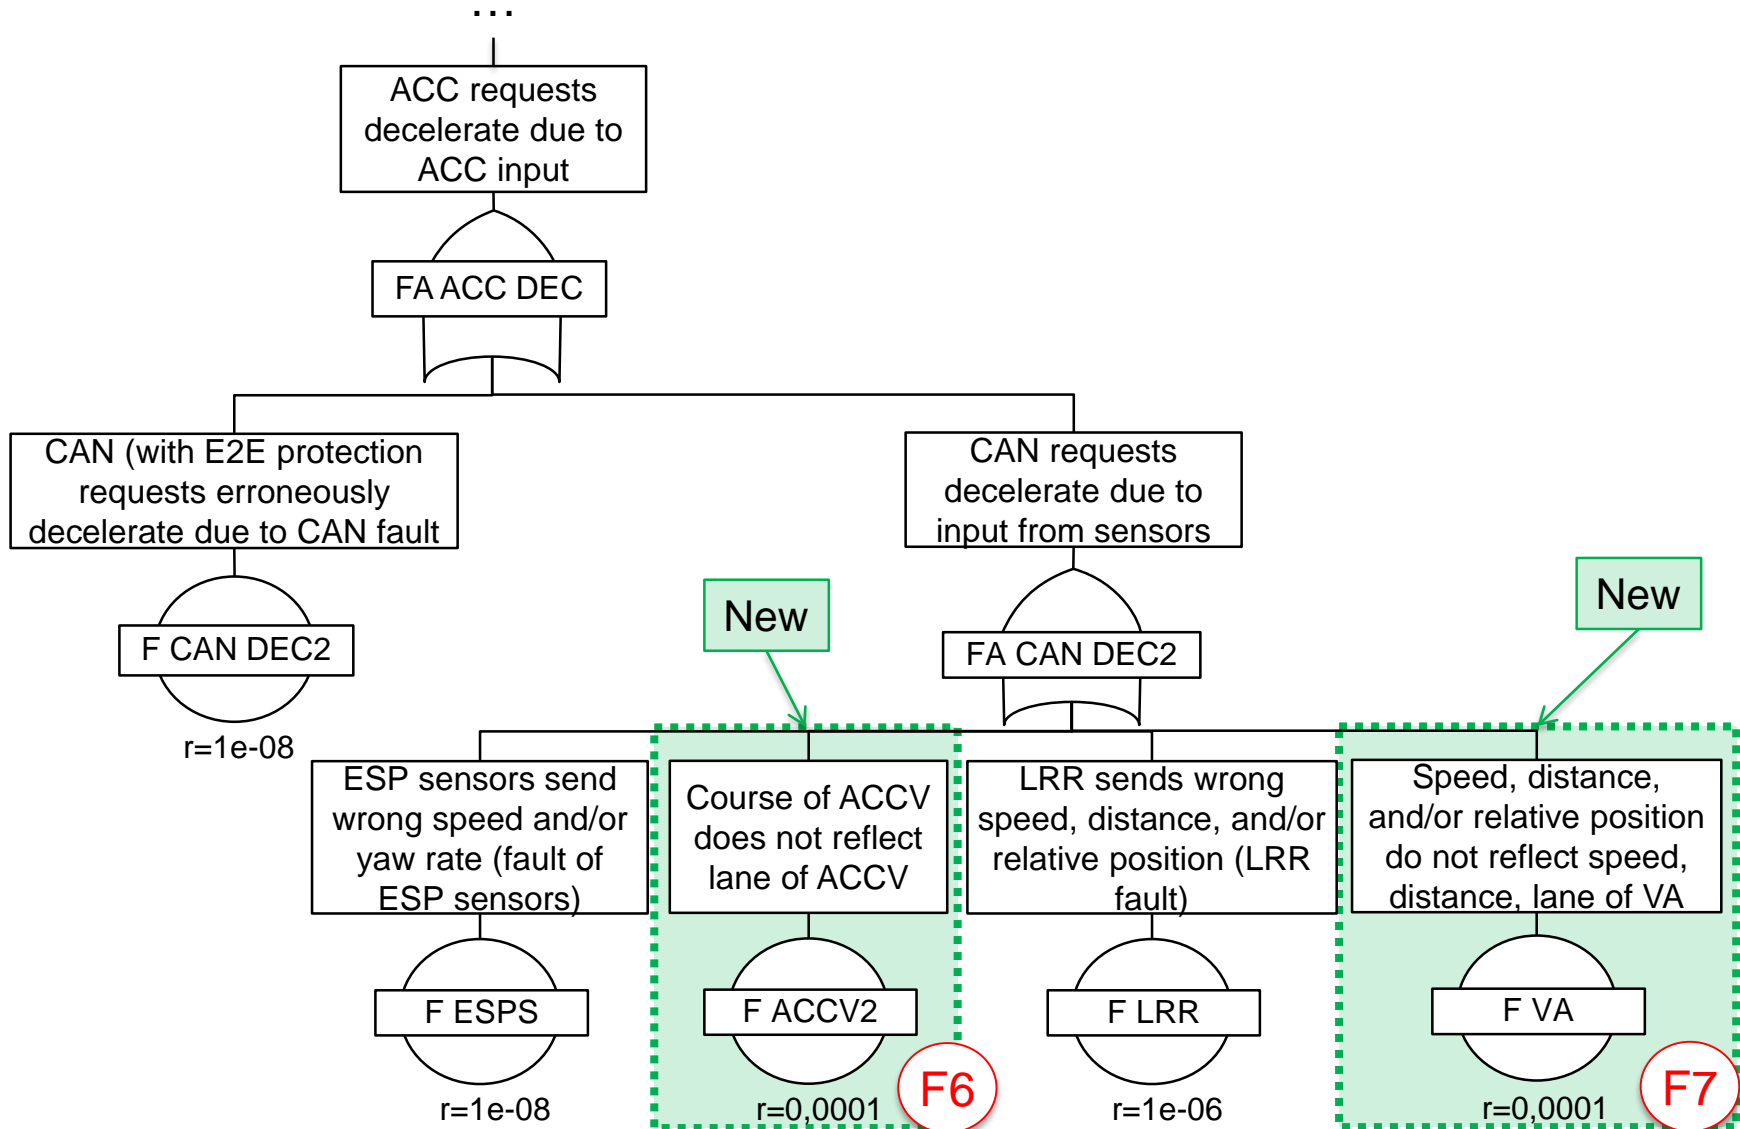 ...
ACC requests
decelerate due to
ACC input
FA ACC DEC
CAN (with E2E protection
requests erroneously
decelerate due to CAN fault
F CAN DEC2
r=1e-08
CAN requests
decelerate due to
input from sensors
FA CAN DEC2
New
New
ESP sensors send
wrong speed and/or
yaw rate (fault of
ESP sensors)
F ESPS
r=1e-08
Course of ACCV
does not reflect
lane of ACCV
F ACCV2
r=0,0001
F6
LRR sends wrong
speed, distance, and/or
relative position (LRR
fault)
F LRR
r=1e-06
Speed, distance,
and/or relative position
do not reflect speed,
distance, lane of VA
F VA
r=0,0001
F7